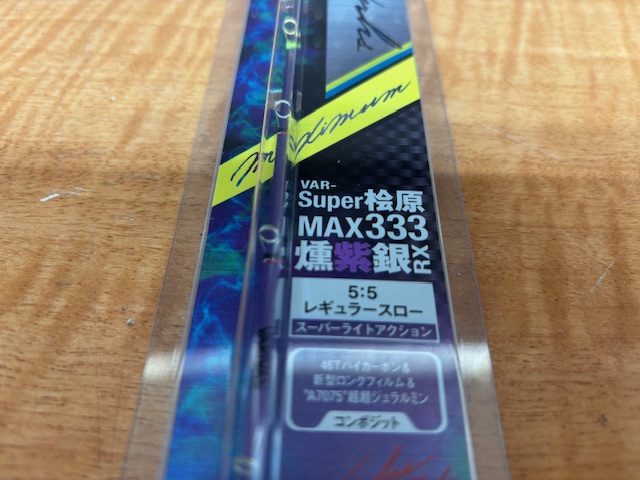 Maximum
VAR-
Super桧原
MAX333
燻紫銀RX
5:5
レギュラースロー
スーパーライトアクション
46Tハイカーボン&
新型ロングフィルム&
"A7075"超超ジュラルミン
コンポジット